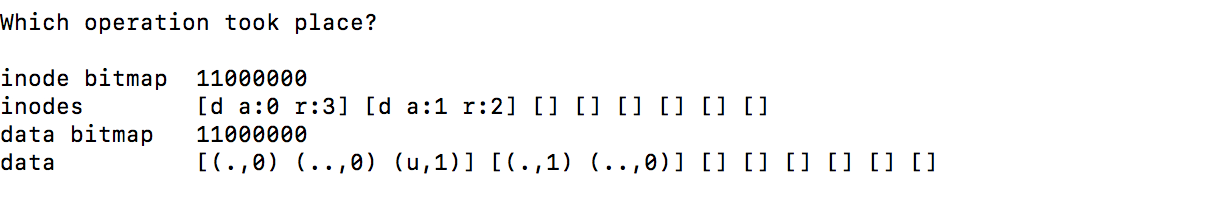 Which operation took place?

inode bitmap  11000000
inodes        [d a:0 r:3] [d a:1 r:2] [] [] [] [] [] []
data bitmap   11000000
data          [(.,0) (..,0) (u,1)] [(.,1) (..,0)] [] [] [] [] [] []